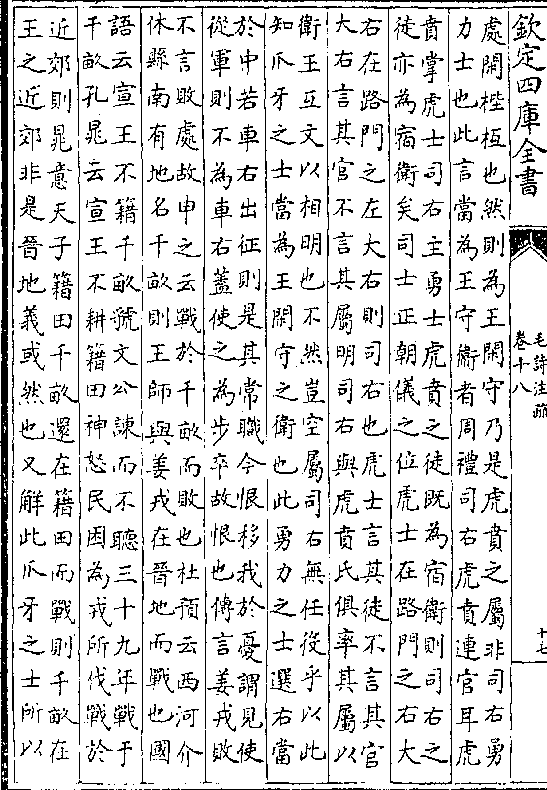 欽定四庫全書
毛詩注疏
卷十八
十七
處閑梐枑也然則為王閑守乃是虎賁之屬非司右勇
力士也此言當為王守衛者周禮司右虎賁連官耳虎
賁掌虎士司右主勇士虎賁之徒既為宿衛則司右之
徒亦為宿衛矣司士正朝儀之位虎士在路門之右大
右在路門之左大右則司右也虎士言其徒不言其官
大右言其官不言其屬明司右與虎賁氏俱率其屬以
衛王互文以相明也不然豈空屬司右無任役乎以此
知爪牙之士當為王閑守之衛也此勇力之士選右當
於中若車右出征則是其常職今恨移我於憂謂見使
從軍則不為車右蓋使之為步卒故恨也傳言姜戎敗
不言敗處故申之云戰於千畝而敗也杜預云西河介
休縣南有地名千畝則王師與姜戎在晉地而戰也國
語云宣王不籍千畝虢文公諫而不聽三十九年戰于
千畝孔晁云宣王不耕籍田神怒民困為戎所伐戰於
近郊則晁意天子籍田千畝還在籍田而戰則千畝在
王之近郊非是晉地義或然也又解此爪牙之士所以